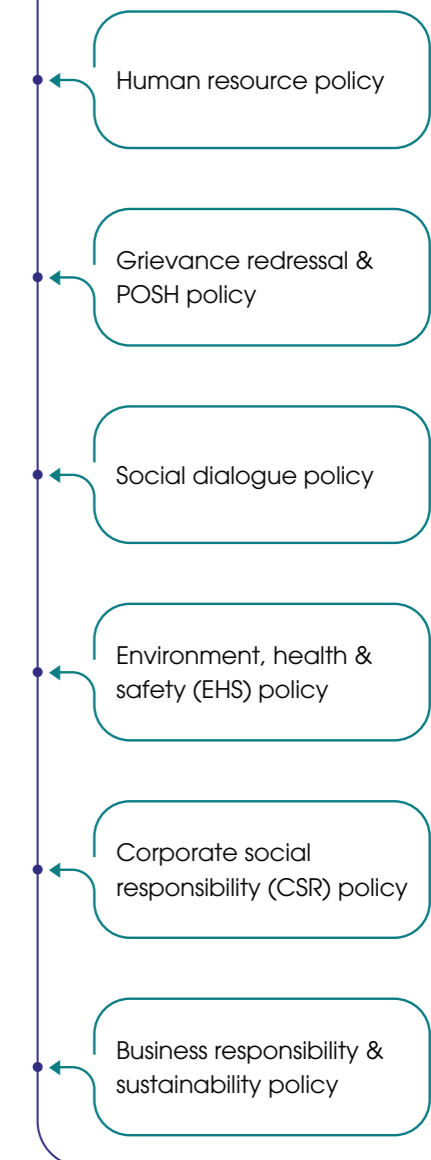 Human resource policy
Grievance redressal &
POSH policy
Social dialogue policy
Environment, health &
safety (EHS) policy
Corporate social
responsibility (CSR) policy
Business responsibility &
sustainability policy